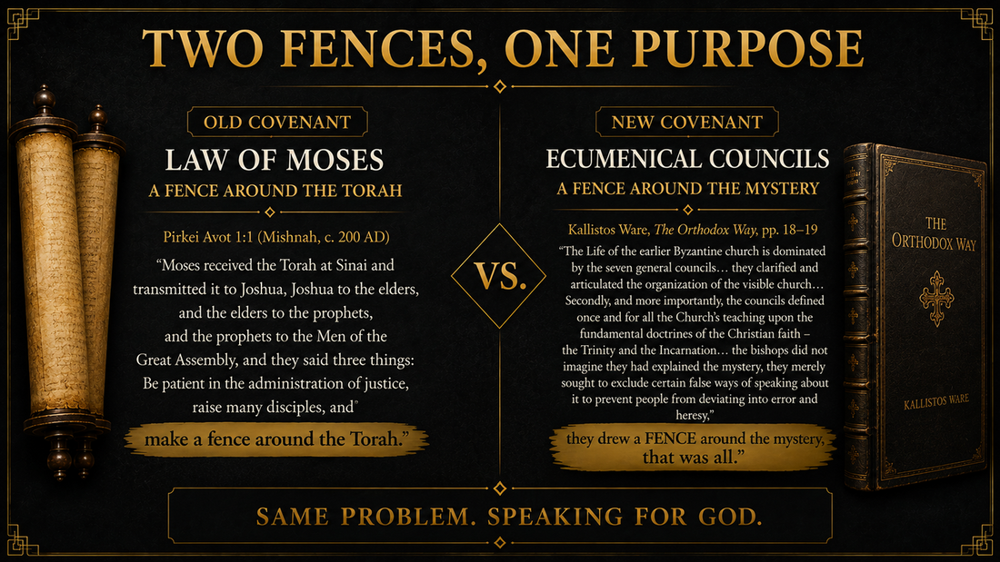 TWO FENCES, ONE PURPOSE
OLD COVENANT
LAW OF MOSES
A FENCE AROUND THE TORAH
Pirkei Avot 1:1 (Mishnah, c. 200 AD)
“Moses received the Torah at Sinai and
transmitted it to Joshua, Joshua to the elders,
and the elders to the prophets,
and the prophets to the Men of the
Great Assembly, and they said three things:
Be patient in the administration of justice,
raise many disciples, and”
make a fence around the Torah.”
VS.
NEW COVENANT
ECUMENICAL COUNCILS
A FENCE AROUND THE MYSTERY
Kallistos Ware, The Orthodox Way, pp. 18–19
“The Life of the earlier Byzantine church is dominated
by the seven general councils… they clarified and
articulated the organization of the visible church…
Secondly, and more importantly, the councils defined
once and for all the Church’s teaching upon the
fundamental doctrines of the Christian faith –
the Trinity and the Incarnation… the bishops did not
imagine they had explained the mystery, they merely
sought to exclude certain false ways of speaking about
it to prevent people from deviating into error and
heresy,”
they drew a FENCE around the mystery,
that was all.”
THE
ORTHODOX WAY
KALLISTOS WARE
SAME PROBLEM. SPEAKING FOR GOD.